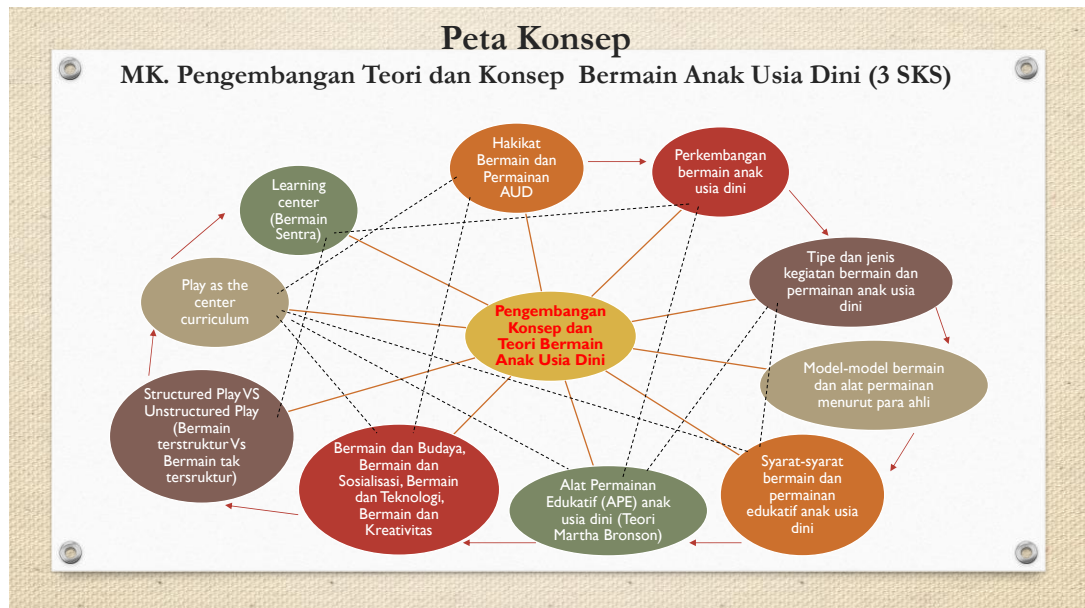 Peta Konsep
MK. Pengembangan Teori dan Konsep Bermain Anak Usia Dini (3 SKS)
Hakikat
Bermain dan
Permainan
AUD
Perkembangan
bermain anak
usia dini
Tipe dan jenis
kegiatan bermain dan
permainan anak usia
dini
Model-model bermain
dan alat permainan
menurut para ahli
Syarat-syarat
bermain dan
permainan
edukatif anak usia
dini
Alat Permainan
Edukatif (APE) anak
usia dini (Teori
Martha Bronson)
Bermain dan Budaya,
Bermain dan
Sosialisasi, Bermain
dan Teknologi,
Bermain dan
Kreativitas
Structured Play VS
Unstructured Play
(Bermain
terstruktur Vs
Bermain tak
tersruktur)
Play as the
center
curriculum
Learning
center
(Bermain
Sentra)
Pengembangan
Konsep dan
Teori Bermain
Anak Usia Dini